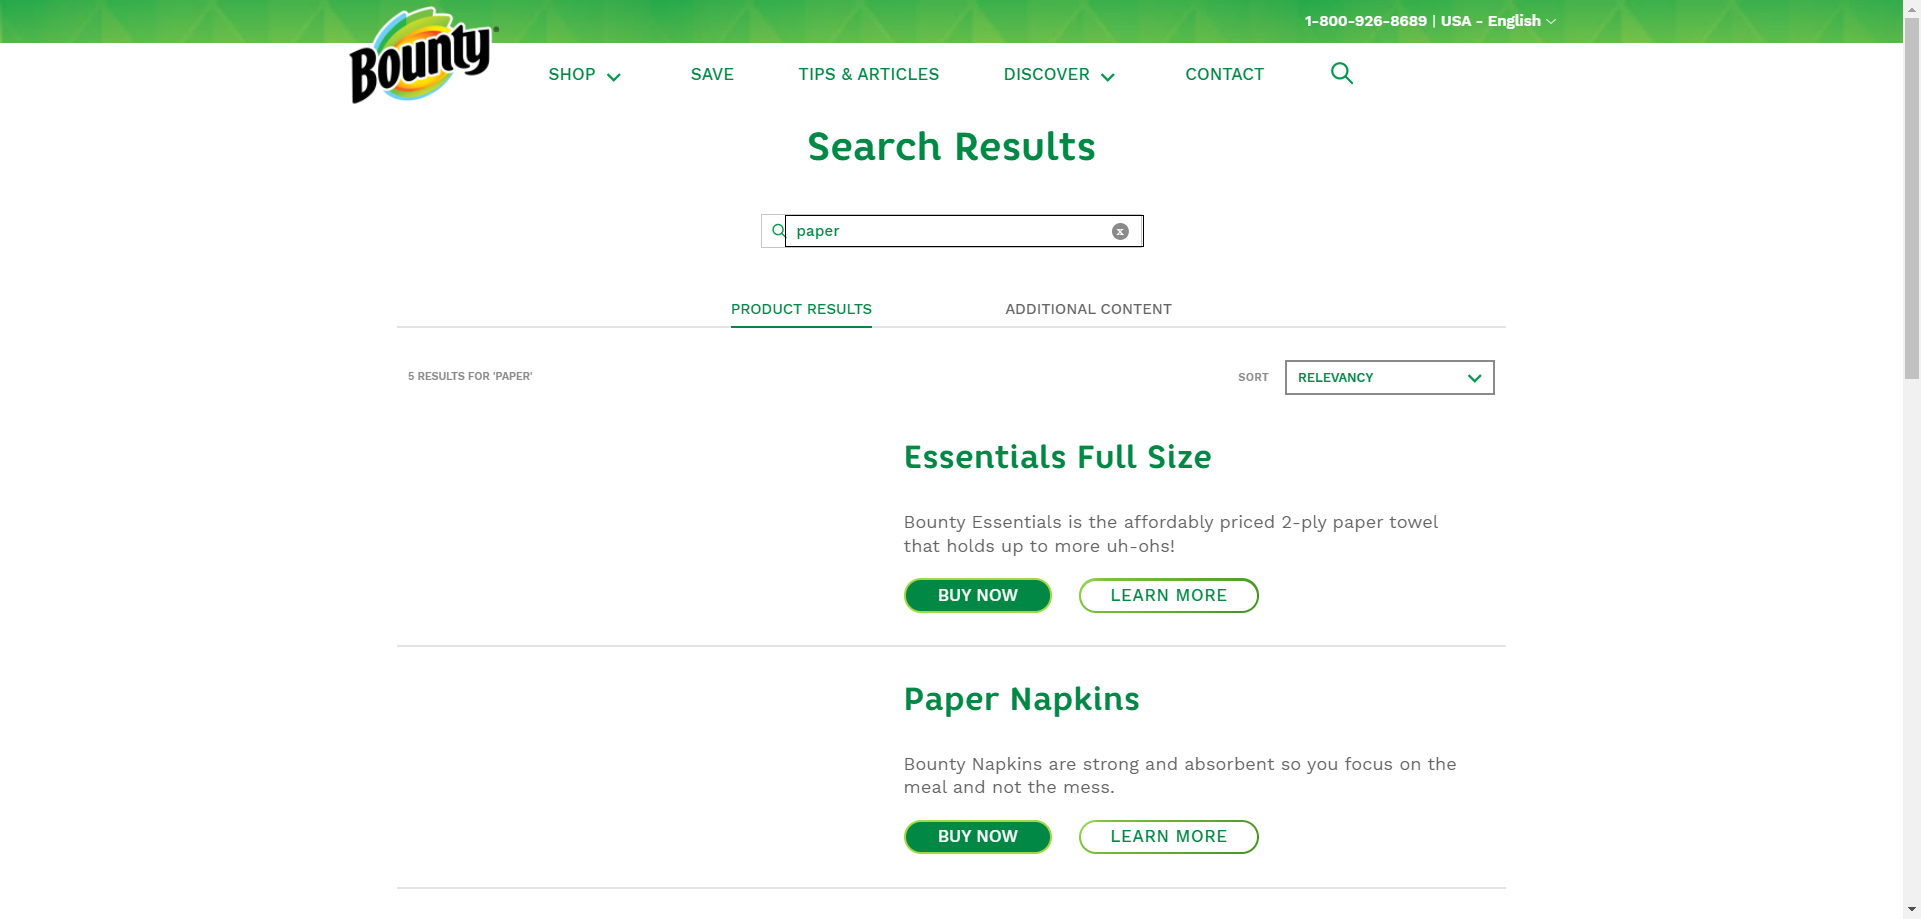 1-800-926-8689 | USA - English
Bounty
SHOP
SAVE
TIPS & ARTICLES
DISCOVER
CONTACT
Search Results
paper
x
PRODUCT RESULTS
ADDITIONAL CONTENT
5 RESULTS FOR 'PAPER'
SORT
RELEVANCY
Essentials Full Size
Bounty Essentials is the affordably priced 2-ply paper towel
that holds up to more uh-ohs!
BUY NOW
LEARN MORE
Paper Napkins
Bounty Napkins are strong and absorbent so you focus on the
meal and not the mess.
BUY NOW
LEARN MORE